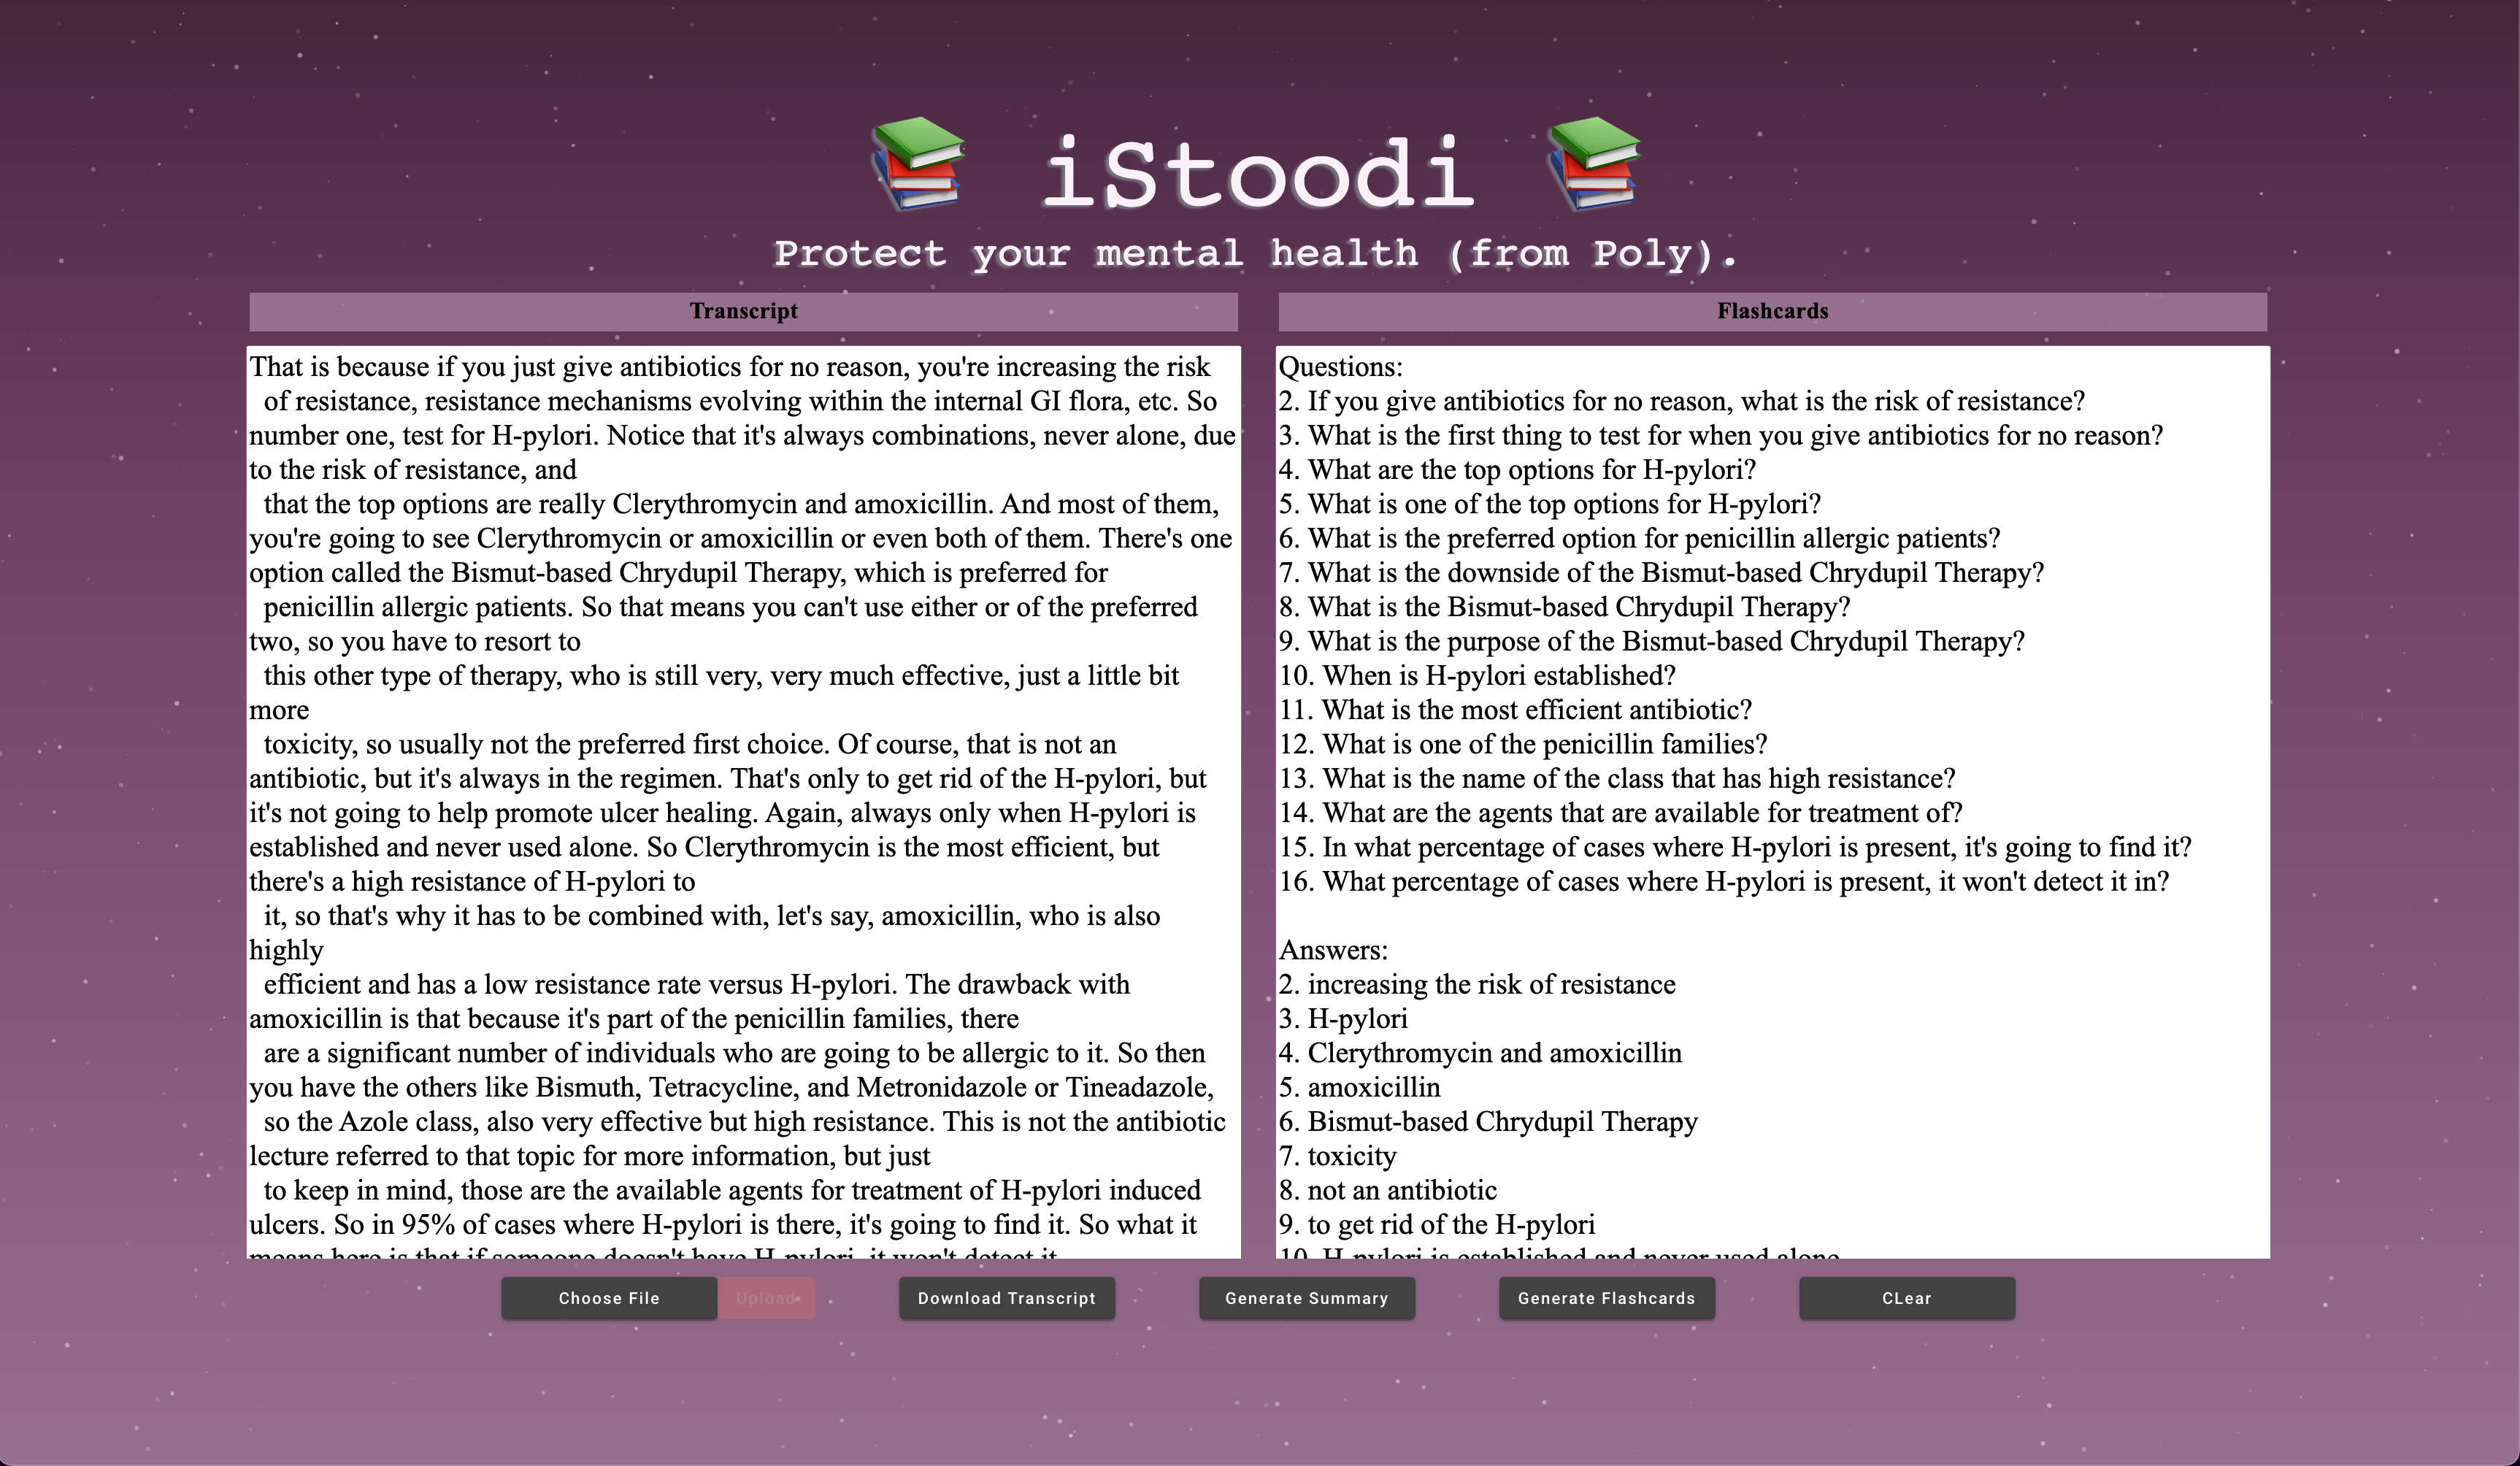 iStoodi
Protect your mental health (from Poly).
Transcript
That is because if you just give antibiotics for no reason, you're increasing the risk
of resistance, resistance mechanisms evolving within the internal GI flora, etc. So
number one, test for H-pylori. Notice that it's always combinations, never alone, due
to the risk of resistance, and
that the top options are really Clerythromycin and amoxicillin. And most of them,
you're going to see Clerythromycin or amoxicillin or even both of them. There's one
option called the Bismut-based Chrydupil Therapy, which is preferred for
penicillin allergic patients. So that means you can't use either or of the preferred
two, so you have to resort to
this other type of therapy, who is still very, very much effective, just a little bit
more
toxicity, so usually not the preferred first choice. Of course, that is not an
antibiotic, but it's always in the regimen. That's only to get rid of the H-pylori, but
it's not going to help promote ulcer healing. Again, always only when H-pylori is
established and never used alone. So Clerythromycin is the most efficient, but
there's a high resistance of H-pylori to
it, so that's why it has to be combined with, let's say, amoxicillin, who is also
highly
efficient and has a low resistance rate versus H-pylori. The drawback with
amoxicillin is that because it's part of the penicillin families, there
are a significant number of individuals who are going to be allergic to it. So then
you have the others like Bismuth, Tetracycline, and Metronidazole or Tineadazole,
so the Azole class, also very effective but high resistance. This is not the antibiotic
lecture referred to that topic for more information, but just
to keep in mind, those are the available agents for treatment of H-pylori induced
ulcers. So in 95% of cases where H-pylori is there, it's going to find it. So what it
means here is that if someone doesn't have H-pylori, it won't detect it
Flashcards
Questions:
2. If you give antibiotics for no reason, what is the risk of resistance?
3. What is the first thing to test for when you give antibiotics for no reason?
4. What are the top options for H-pylori?
5. What is one of the top options for H-pylori?
6. What is the preferred option for penicillin allergic patients?
7. What is the downside of the Bismut-based Chrydupil Therapy?
8. What is the Bismut-based Chrydupil Therapy?
9. What is the purpose of the Bismut-based Chrydupil Therapy?
10. When is H-pylori established?
11. What is the most efficient antibiotic?
12. What is one of the penicillin families?
13. What is the name of the class that has high resistance?
14. What are the agents that are available for treatment of?
15. In what percentage of cases where H-pylori is present, it's going to find it?
16. What percentage of cases where H-pylori is present, it won't detect it in?
Answers:
2. increasing the risk of resistance
3. H-pylori
4. Clerythromycin and amoxicillin
5. amoxicillin
6. Bismut-based Chrydupil Therapy
7. toxicity
8. not an antibiotic
9. to get rid of the H-pylori
10. H-pylori is established and never used alone
Choose File
Upload
Download Transcript
Generate Summary
Generate Flashcards
CLear